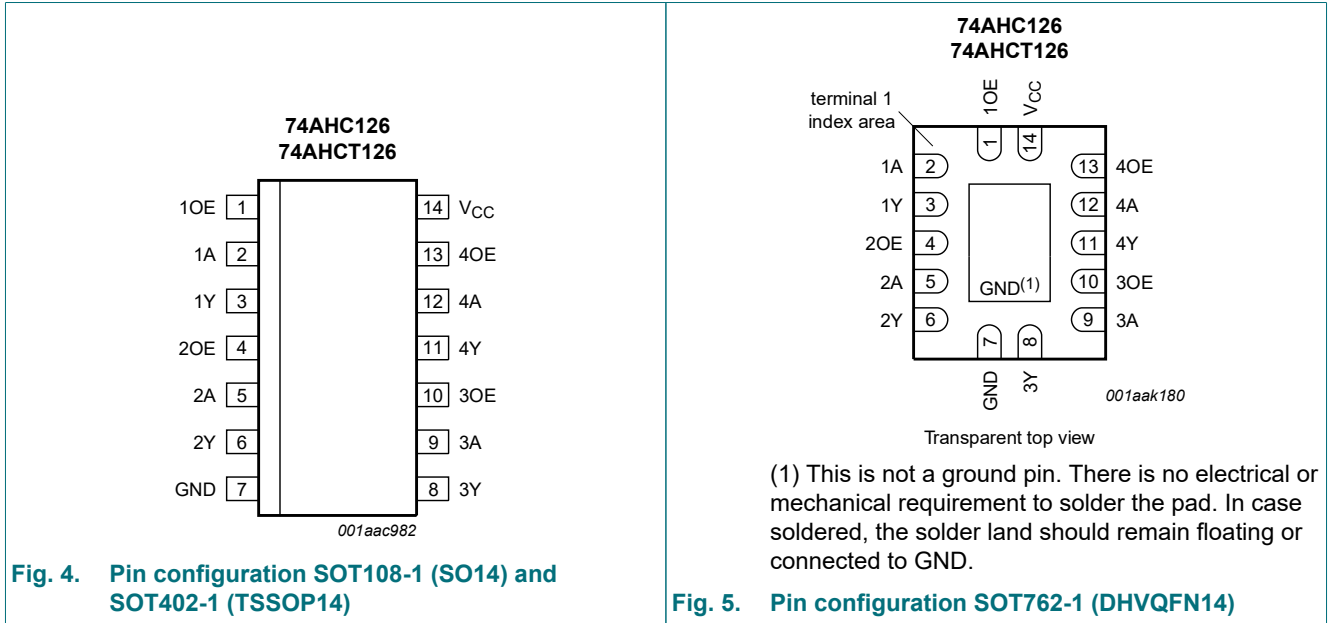 74AHC126
74AHCT126
1OE 1
1A 2
1Y 3
2OE 4
2A 5
2Y 6
GND 7
14 VCC
13 4OE
12 4A
11 4Y
10 3OE
9 3A
8 3Y
001aac982
Fig. 4. Pin configuration SOT108-1 (SO14) and
SOT402-1 (TSSOP14)
74AHC126
74AHCT126
terminal 1
index area
1OE
VCC
1
14
1A 2
1Y 3
2OE 4
2A 5
2Y 6
13 4OE
12 4A
11 4Y
10 3OE
9 3A
GND(1)
7
8
GND
3Y
001aak180
Transparent top view
(1) This is not a ground pin. There is no electrical or
mechanical requirement to solder the pad. In case
soldered, the solder land should remain floating or
connected to GND.
Fig. 5. Pin configuration SOT762-1 (DHVQFN14)